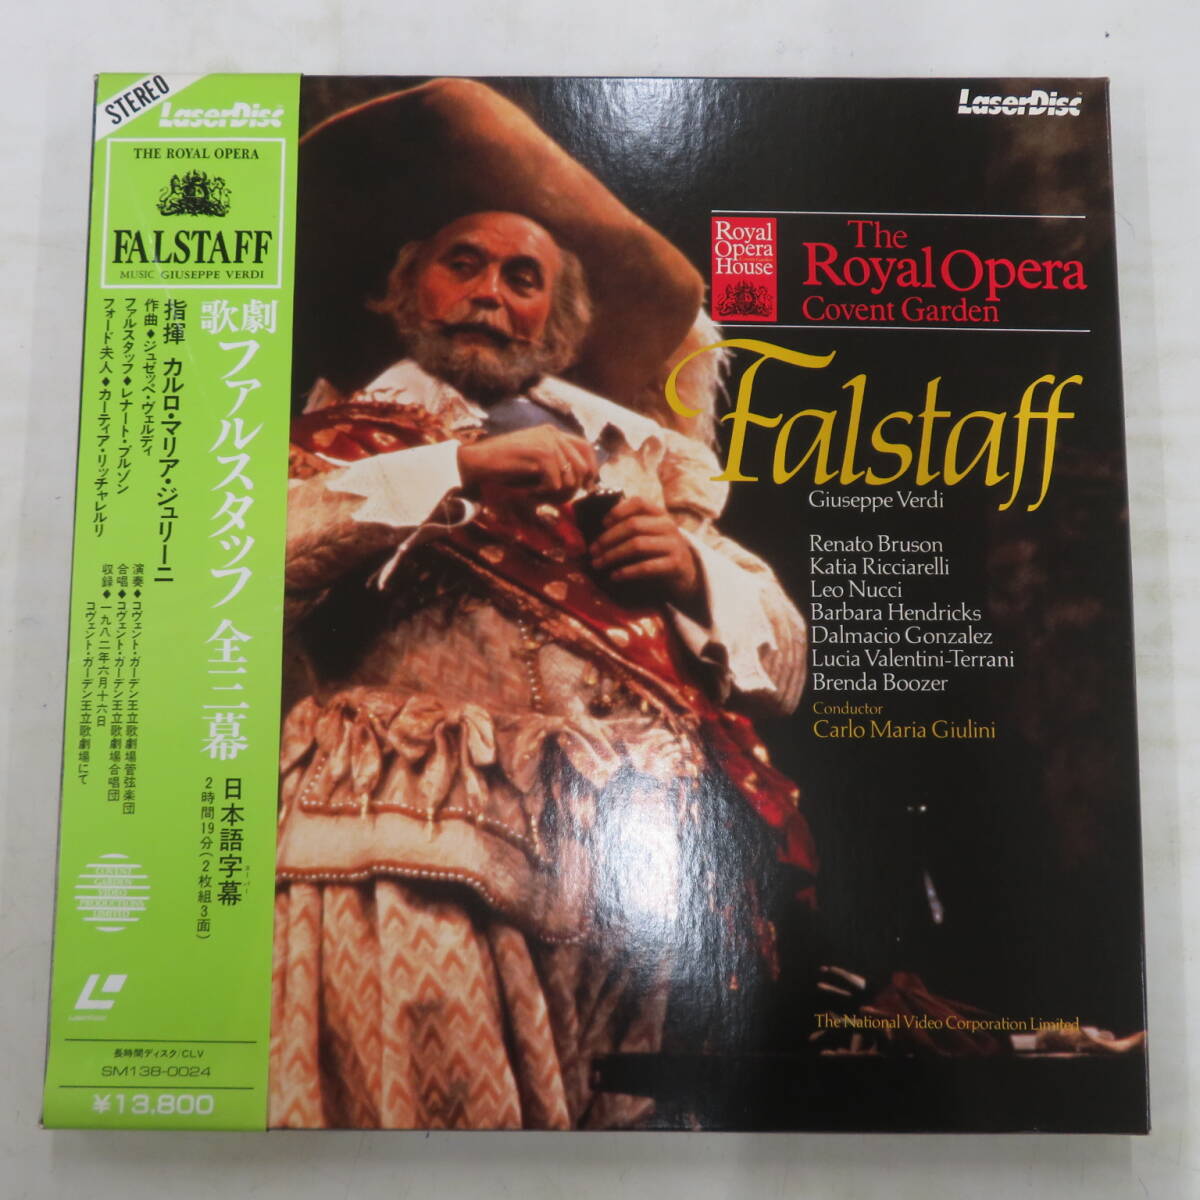 STEREO
LaserDisc
THE ROYAL OPERA
FALSTAFF
MUSIC GIUSEPPE VERDI
歌劇 ファルスタッフ 全三幕
日本語字幕
スーパー
2時間19分(2枚組3面)
指揮 カルロ・マリア・ジュリーニ
作曲◆ジュゼッペ・ヴェルディ
ファルスタッフ◆レナート・ブルゾン
フォード夫人◆カーティア・リッチャレルリ
演奏◆コヴェント・ガーデン王立歌劇場管弦楽団
合唱◆コヴェント・ガーデン王立歌劇場合唱団
収録◆一九八二年六月十六日
コヴェント・ガーデン王立歌劇場にて
COVENT
GARDEN
VIDEO
PRODUCTIONS
LIMITED
LaserDisc
長時間ディスク/CLV
SM138-0024
¥13,800
LaserDisc
Royal
Opera
House
The
Royal Opera
Covent Garden
Falstaff
Giuseppe Verdi
Renato Bruson
Katia Ricciarelli
Leo Nucci
Barbara Hendricks
Dalmacio Gonzalez
Lucia Valentini-Terrani
Brenda Boozer
Conductor
Carlo Maria Giulini
The National Video Corporation Limited